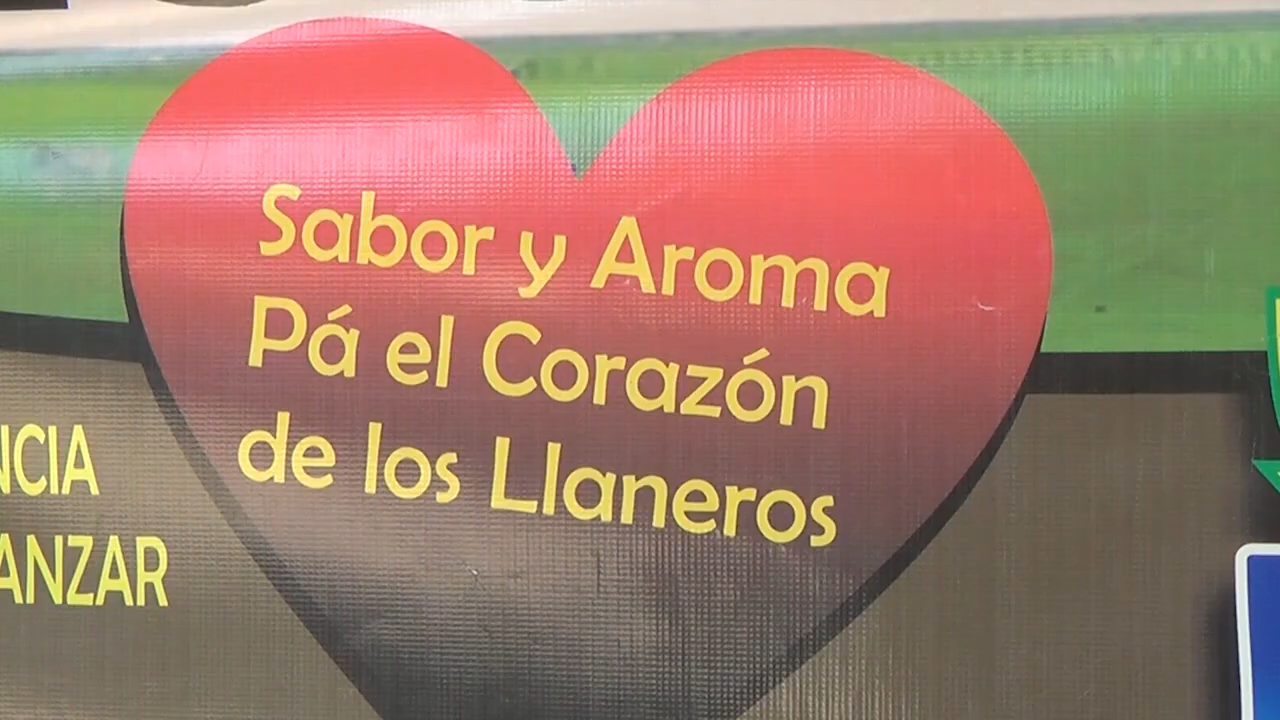 Sabor y Aroma
Pá el Corazón
de los Llaneros
NCIA
ANZAR